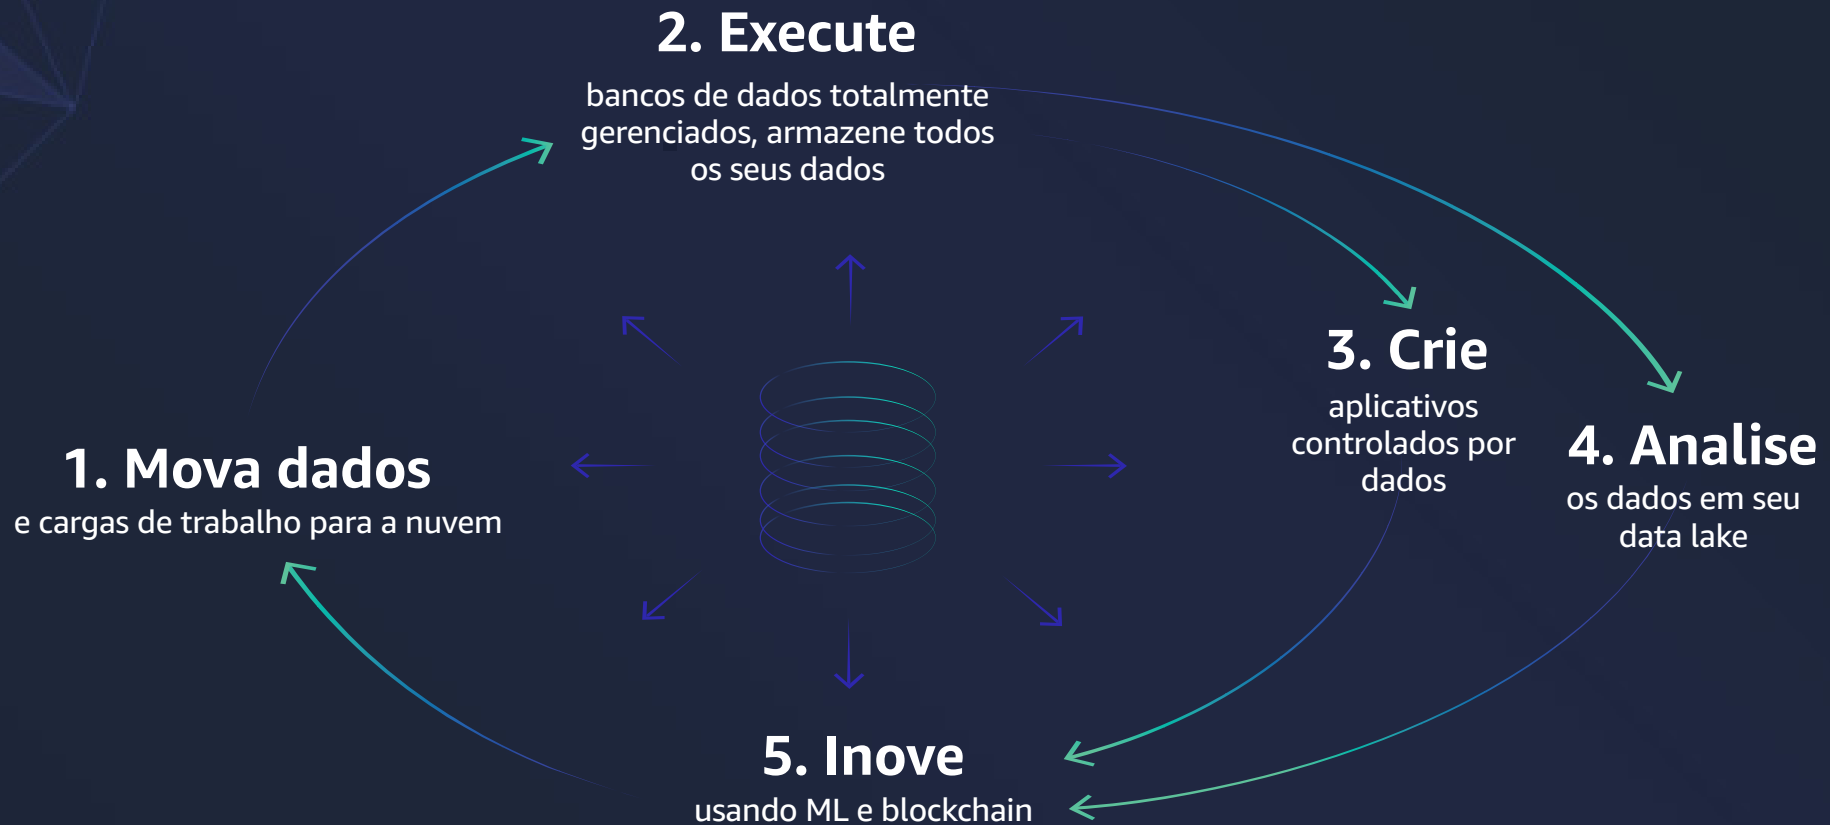 2. Execute
bancos de dados totalmente
gerenciados, armazene todos
os seus dados
3. Crie
aplicativos
controlados por
dados
4. Analise
os dados em seu
data lake
1. Mova dados
e cargas de trabalho para a nuvem
5. Inove
usando ML e blockchain